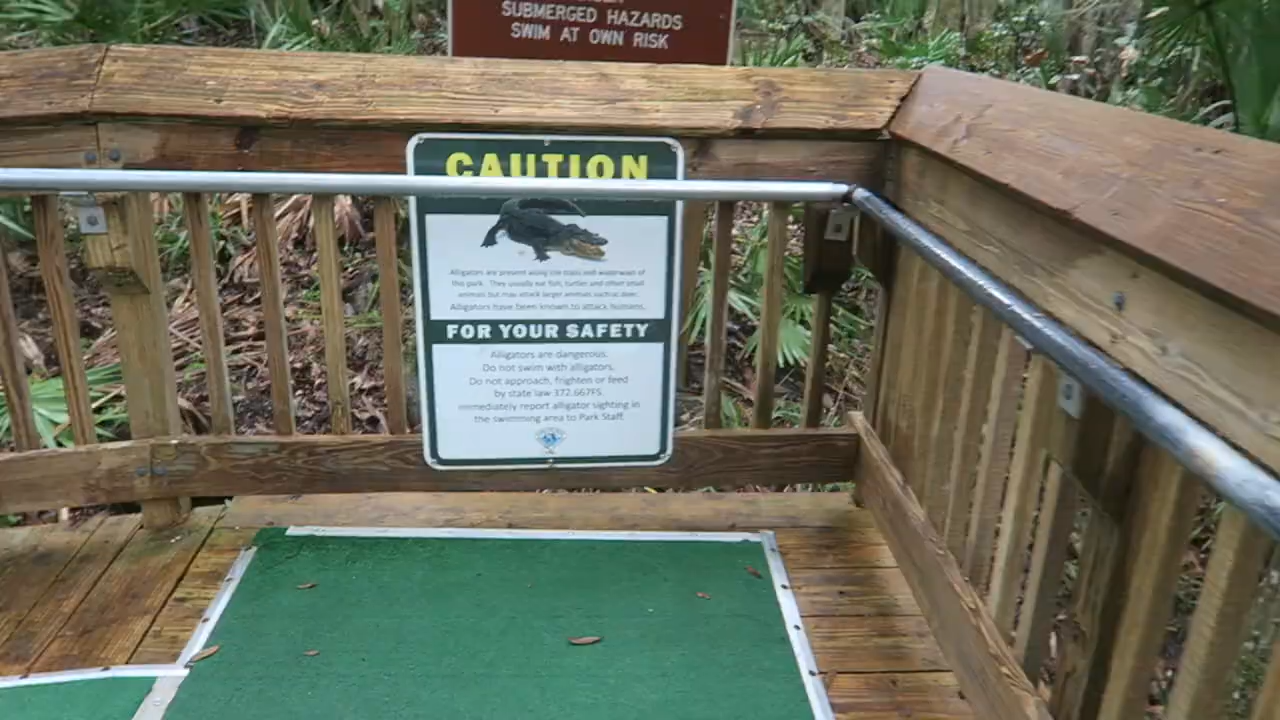 SUBMERGED HAZARDS
SWIM AT OWN RISK
CAUTION
Alligators are present along the trails and waterways of
this park. They usually eat fish, turtles and other small
animals but may attack larger animals such as deer.
Alligators have been known to attack humans.
FOR YOUR SAFETY
Alligators are dangerous.
Do not swim with alligators.
Do not approach, frighten or feed
by state law 372.667FS.
Immediately report alligator sighting in
the swimming area to Park Staff.